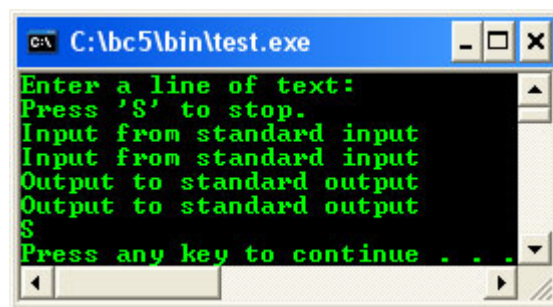 C:\bc5\bin\test.exe
Enter a line of text:
Press 'S' to stop.
Input from standard input
Input from standard input
Output to standard output
Output to standard output
S
Press any key to continue . . .